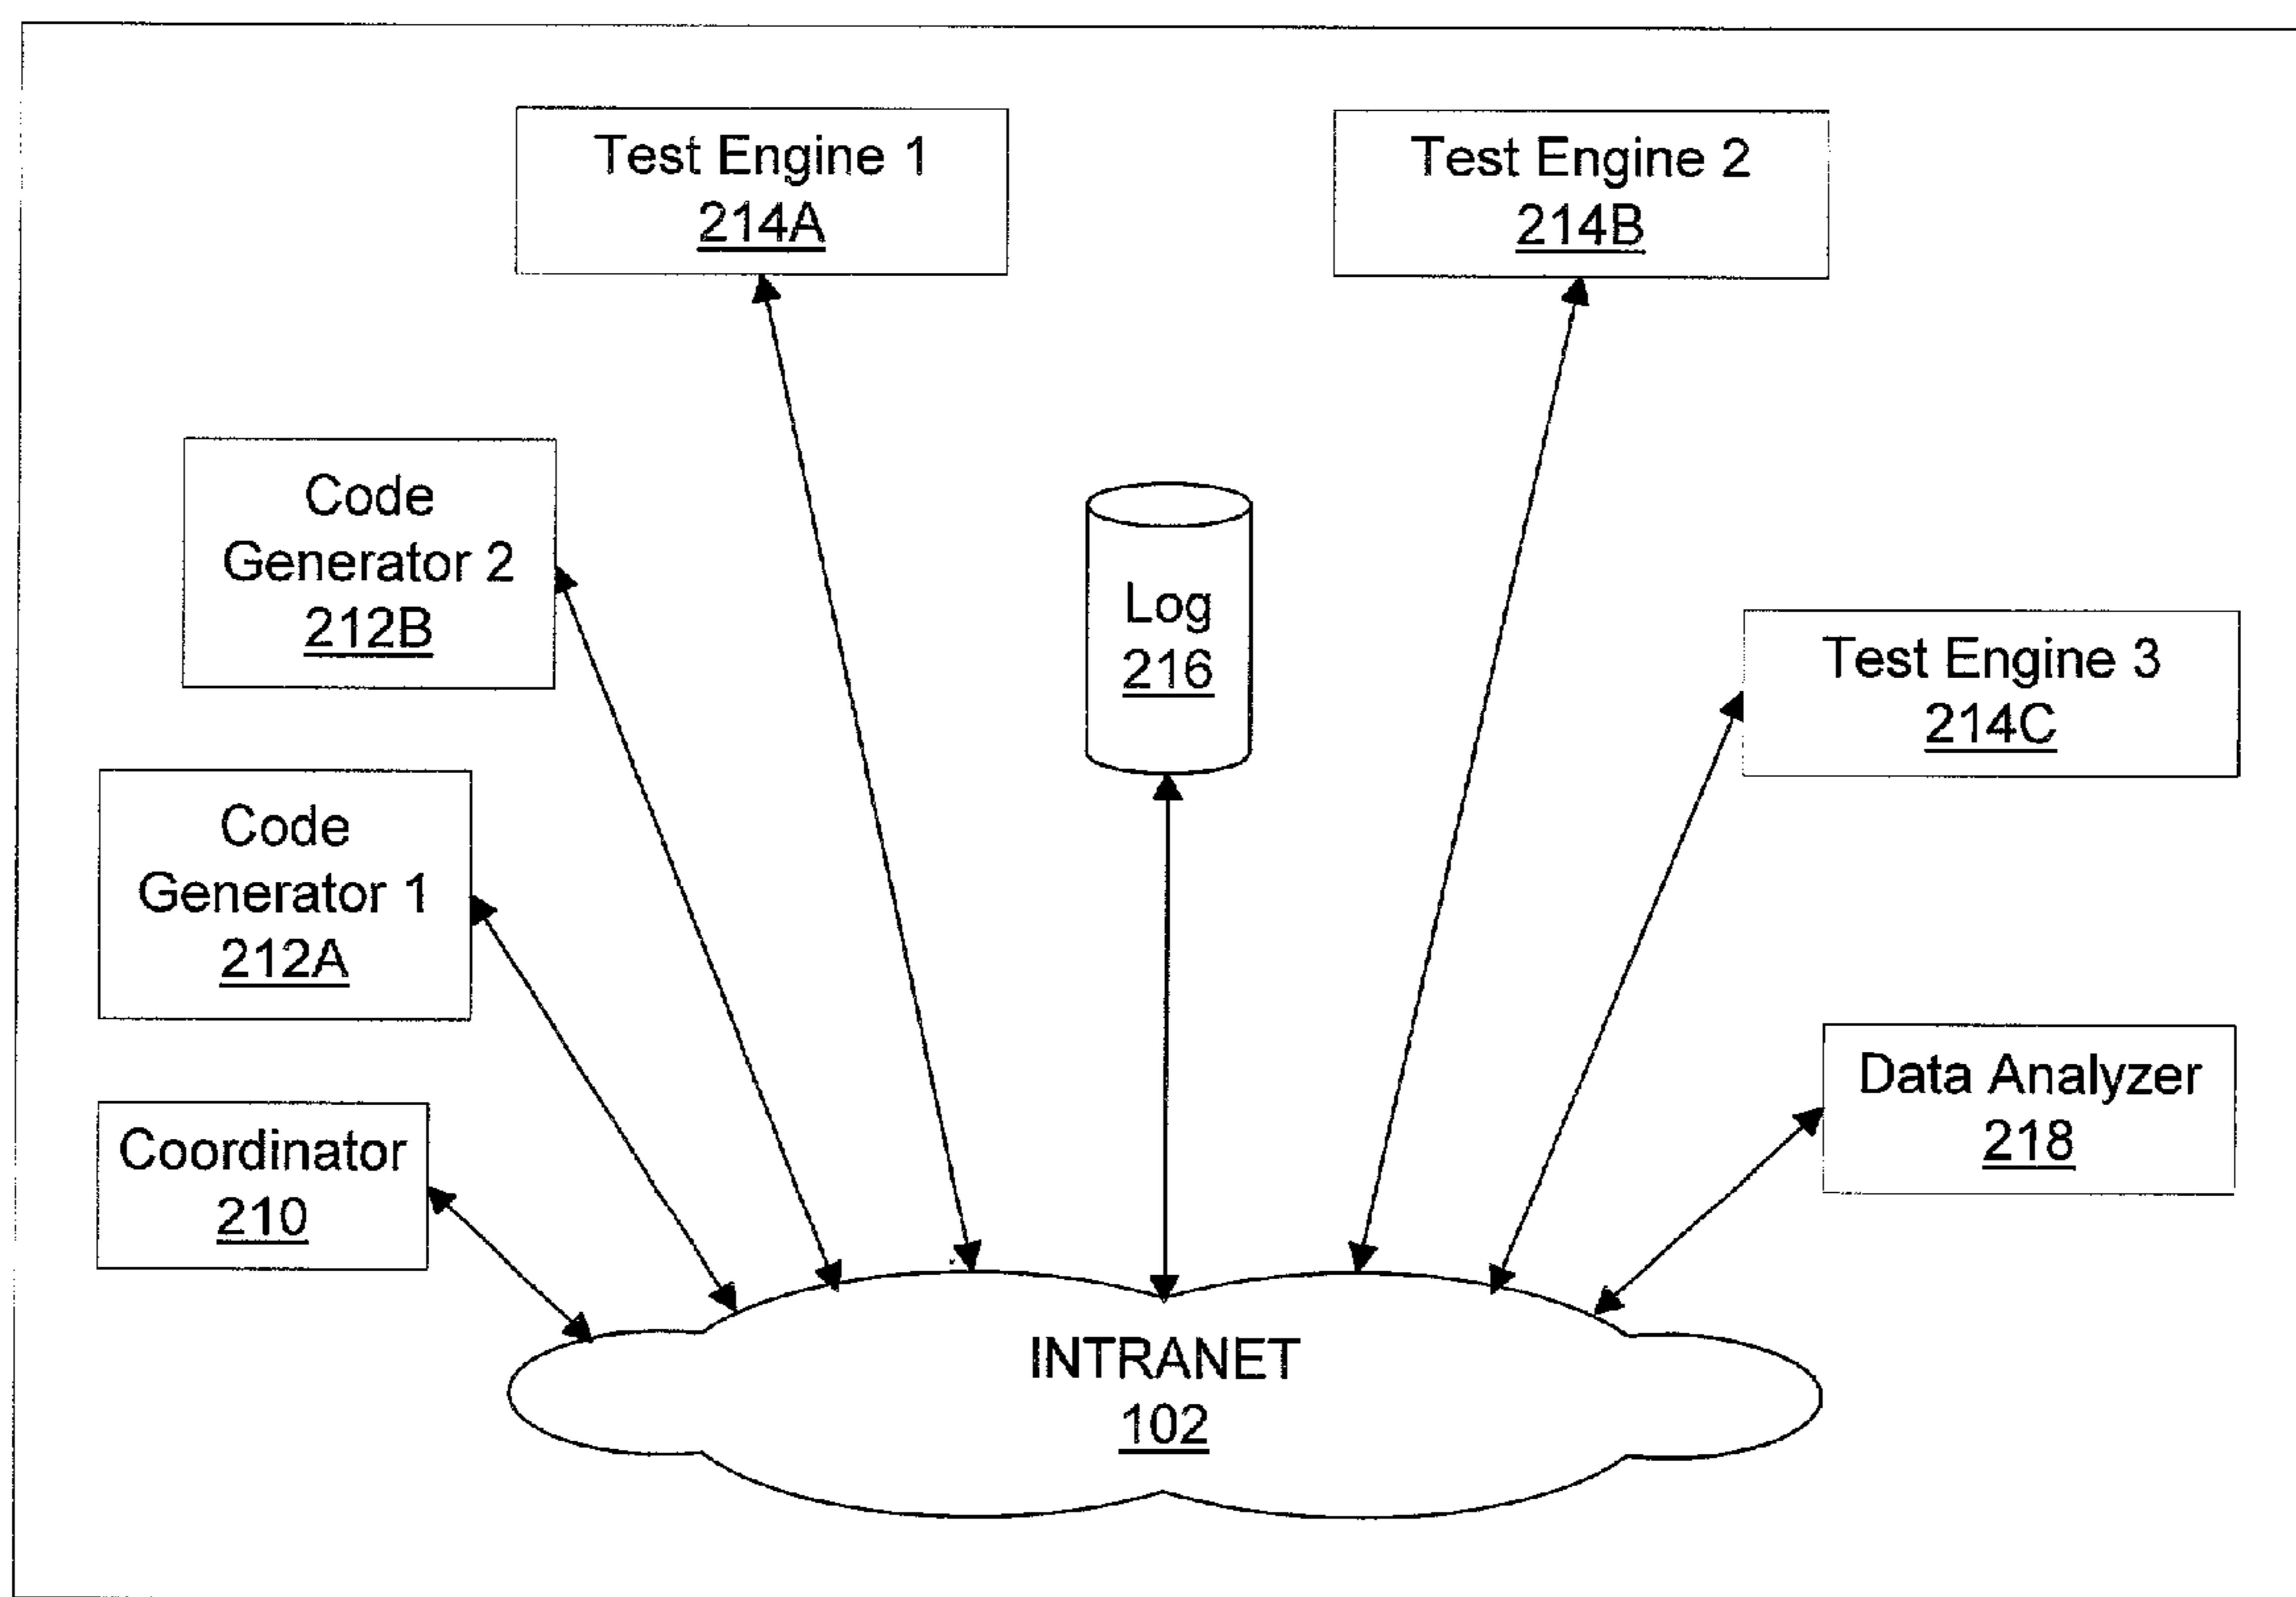 Test Engine 1
214A
Test Engine 2
214B
Code
Generator 2
212B
Log
216
Test Engine 3
214C
Code
Generator 1
212A
Data Analyzer
218
Coordinator
210
INTRANET
102